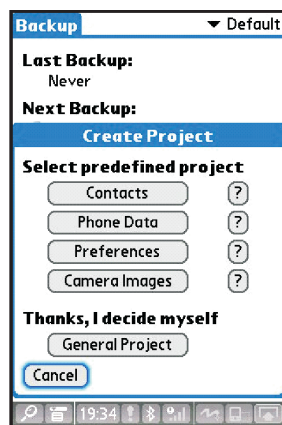 Backup Default
Last Backup:
Never
Next Backup:
Create Project
Select predefined project
Contacts ?
Phone Data ?
Preferences ?
Camera Images ?
Thanks, I decide myself
General Project
Cancel
19:34